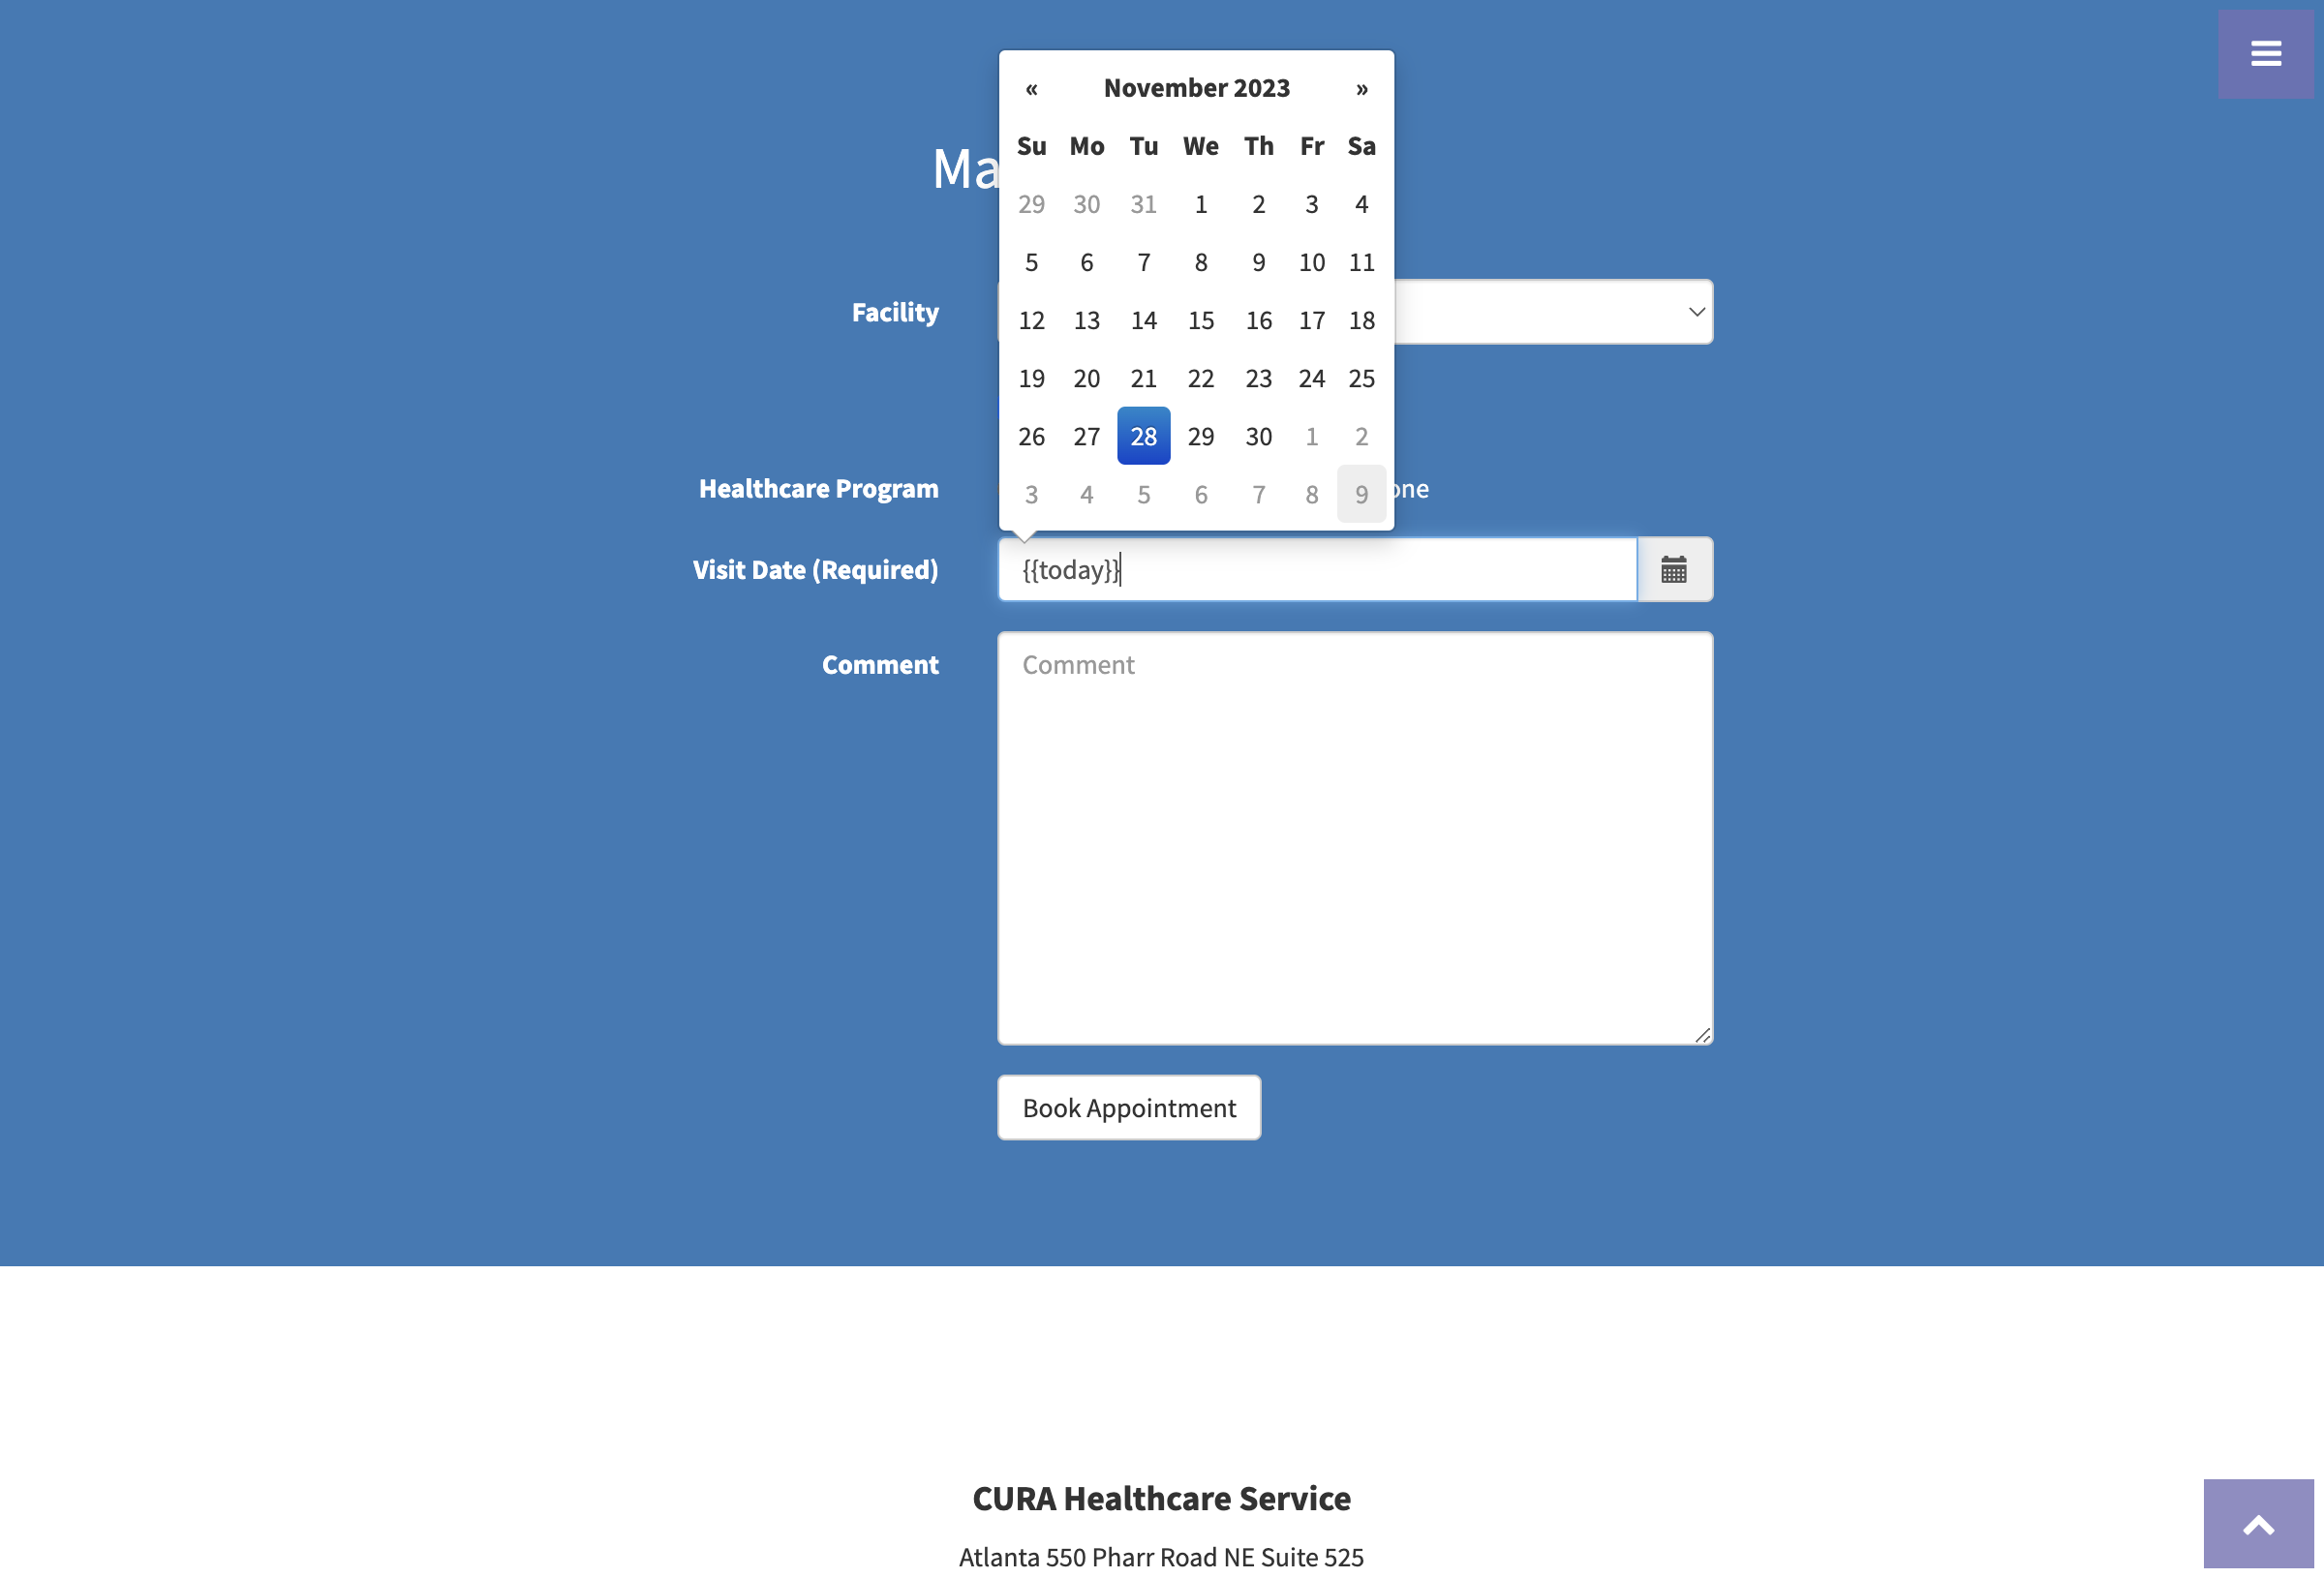 Ma
« November 2023 »
Su Mo Tu We Th Fr Sa
29 30 31 1 2 3 4
5 6 7 8 9 10 11
12 13 14 15 16 17 18
19 20 21 22 23 24 25
26 27 28 29 30 1 2
3 4 5 6 7 8 9
Facility
Healthcare Program
one
Visit Date (Required)
{{today}}
Comment
Comment
Book Appointment
CURA Healthcare Service
Atlanta 550 Pharr Road NE Suite 525